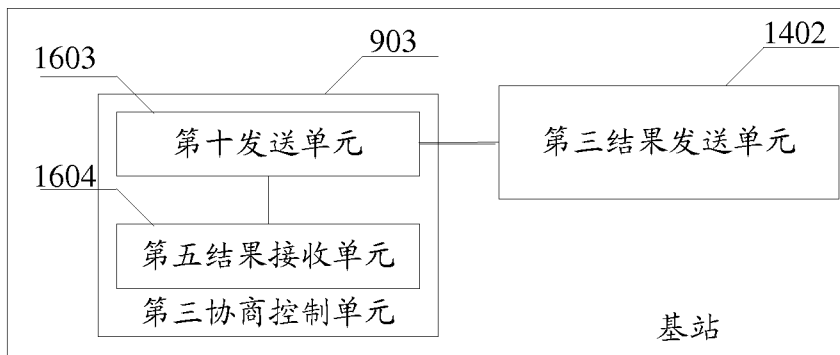 903
1402
1603
第十发送单元
第三结果发送单元
1604
第五结果接收单元
第三协商控制单元
基站